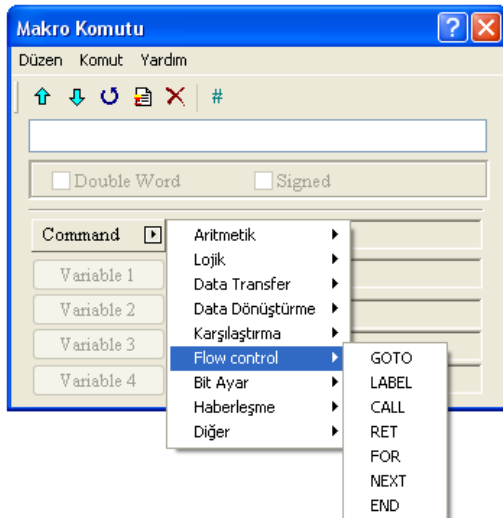 Makro Komutu
Düzen Komut Yardım
#
Double Word Signed
Command
Variable 1
Variable 2
Variable 3
Variable 4
Aritmetik
Lojik
Data Transfer
Data Dönüştürme
Karşılaştırma
Flow control
Bit Ayar
Haberleşme
Diğer
GOTO
LABEL
CALL
RET
FOR
NEXT
END